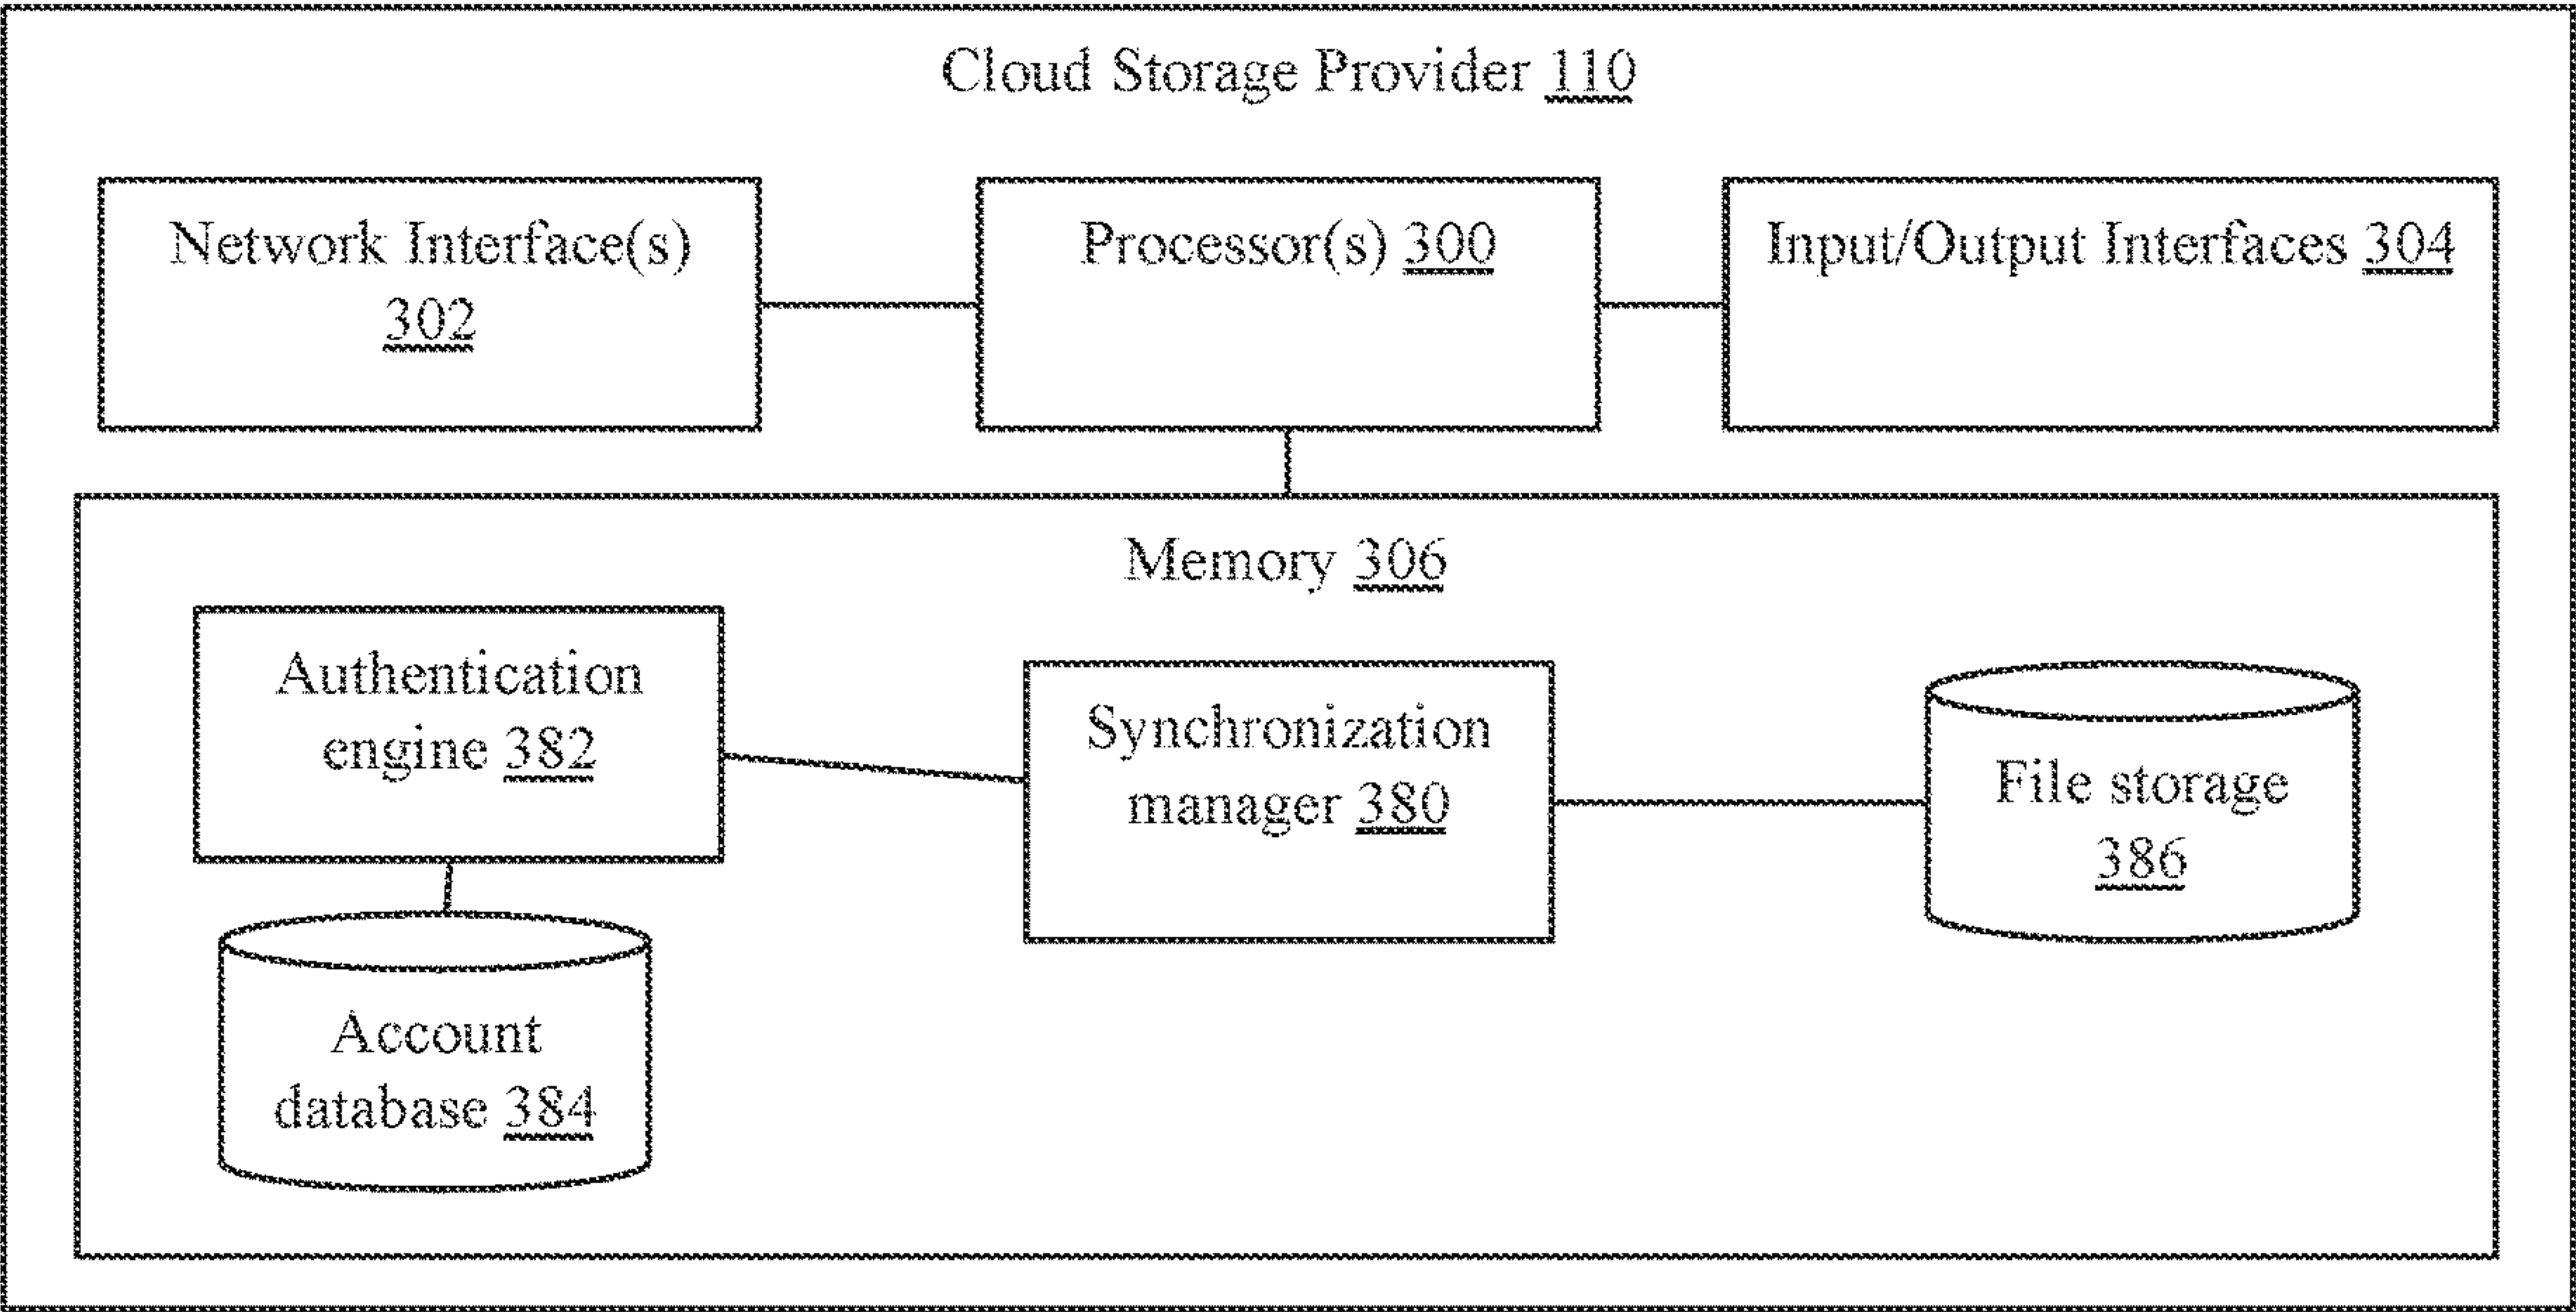 Cloud Storage Provider 110
Network Interface(s)
302
Processor(s) 300
Input/Output Interfaces 304
Memory 306
Authentication
engine 382
Synchronization
manager 380
File storage
386
Account
database 384